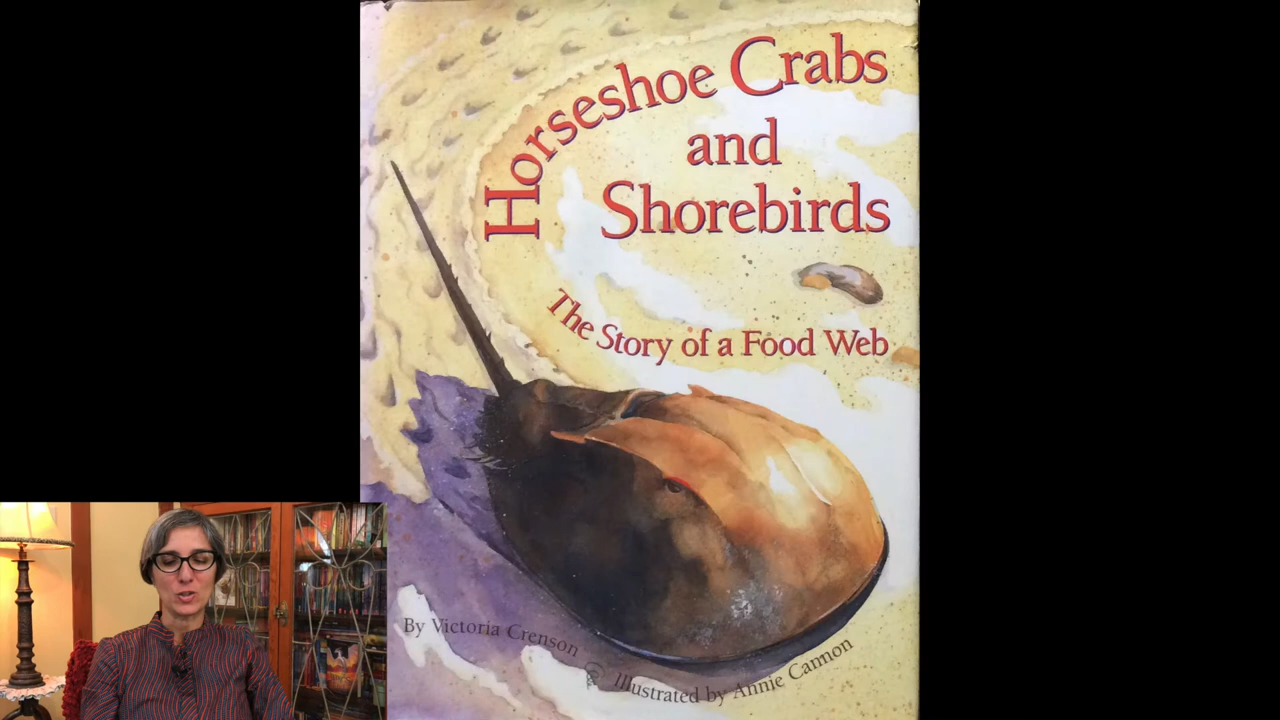 Horseshoe Crabs
and
Shorebirds
The Story of a Food Web
By Victoria Crenson
Illustrated by Annie Cannon